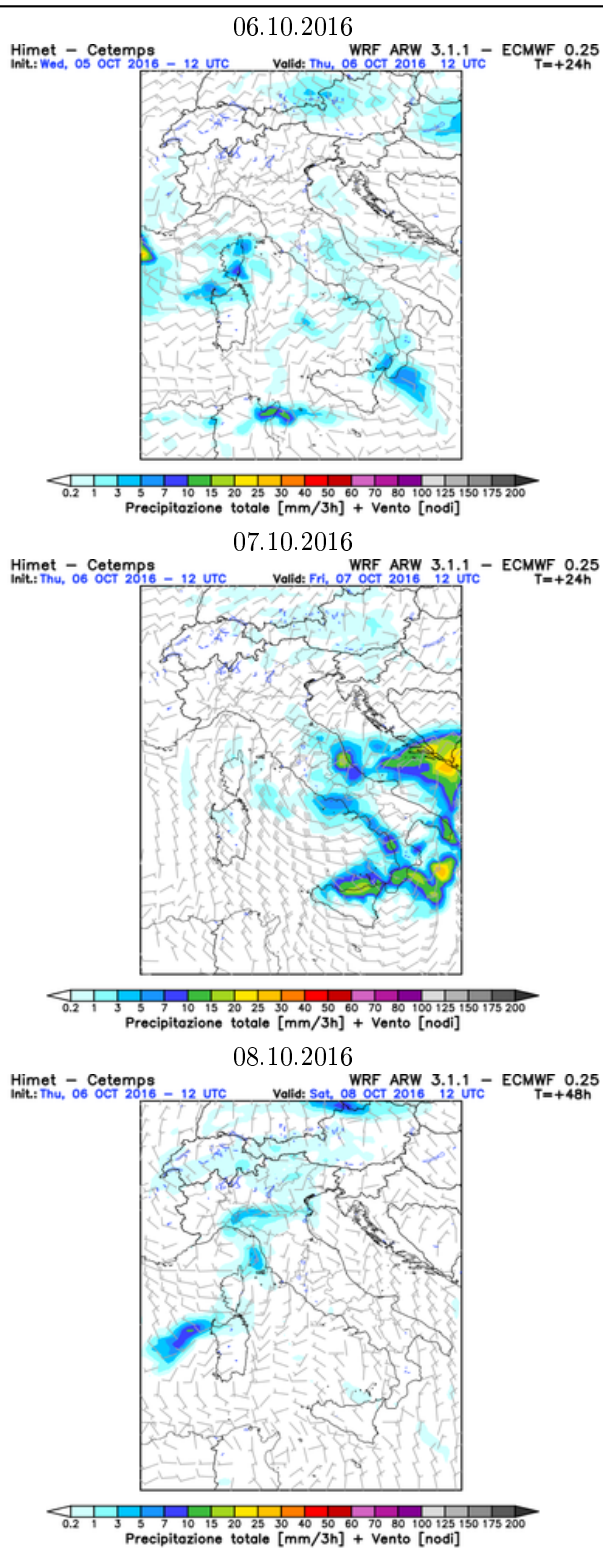 06.10.2016
Himet - Cetemps WRF ARW 3.1.1 - ECMWF 0.25
Init.: Wed, 05 OCT 2016 - 12 UTC Valid: Thu, 06 OCT 2016 12 UTC T=+24h
0.2 1 3 5 7 10 15 20 25 30 40 50 60 70 80 100 125 150 175 200
Precipitazione totale [mm/3h] + Vento [nodi]
07.10.2016
Himet - Cetemps WRF ARW 3.1.1 - ECMWF 0.25
Init.: Thu, 06 OCT 2016 - 12 UTC Valid: Fri, 07 OCT 2016 12 UTC T=+24h
0.2 1 3 5 7 10 15 20 25 30 40 50 60 70 80 100 125 150 175 200
Precipitazione totale [mm/3h] + Vento [nodi]
08.10.2016
Himet - Cetemps WRF ARW 3.1.1 - ECMWF 0.25
Init.: Thu, 06 OCT 2016 - 12 UTC Valid: Sat, 08 OCT 2016 12 UTC T=+48h
0.2 1 3 5 7 10 15 20 25 30 40 50 60 70 80 100 125 150 175 200
Precipitazione totale [mm/3h] + Vento [nodi]